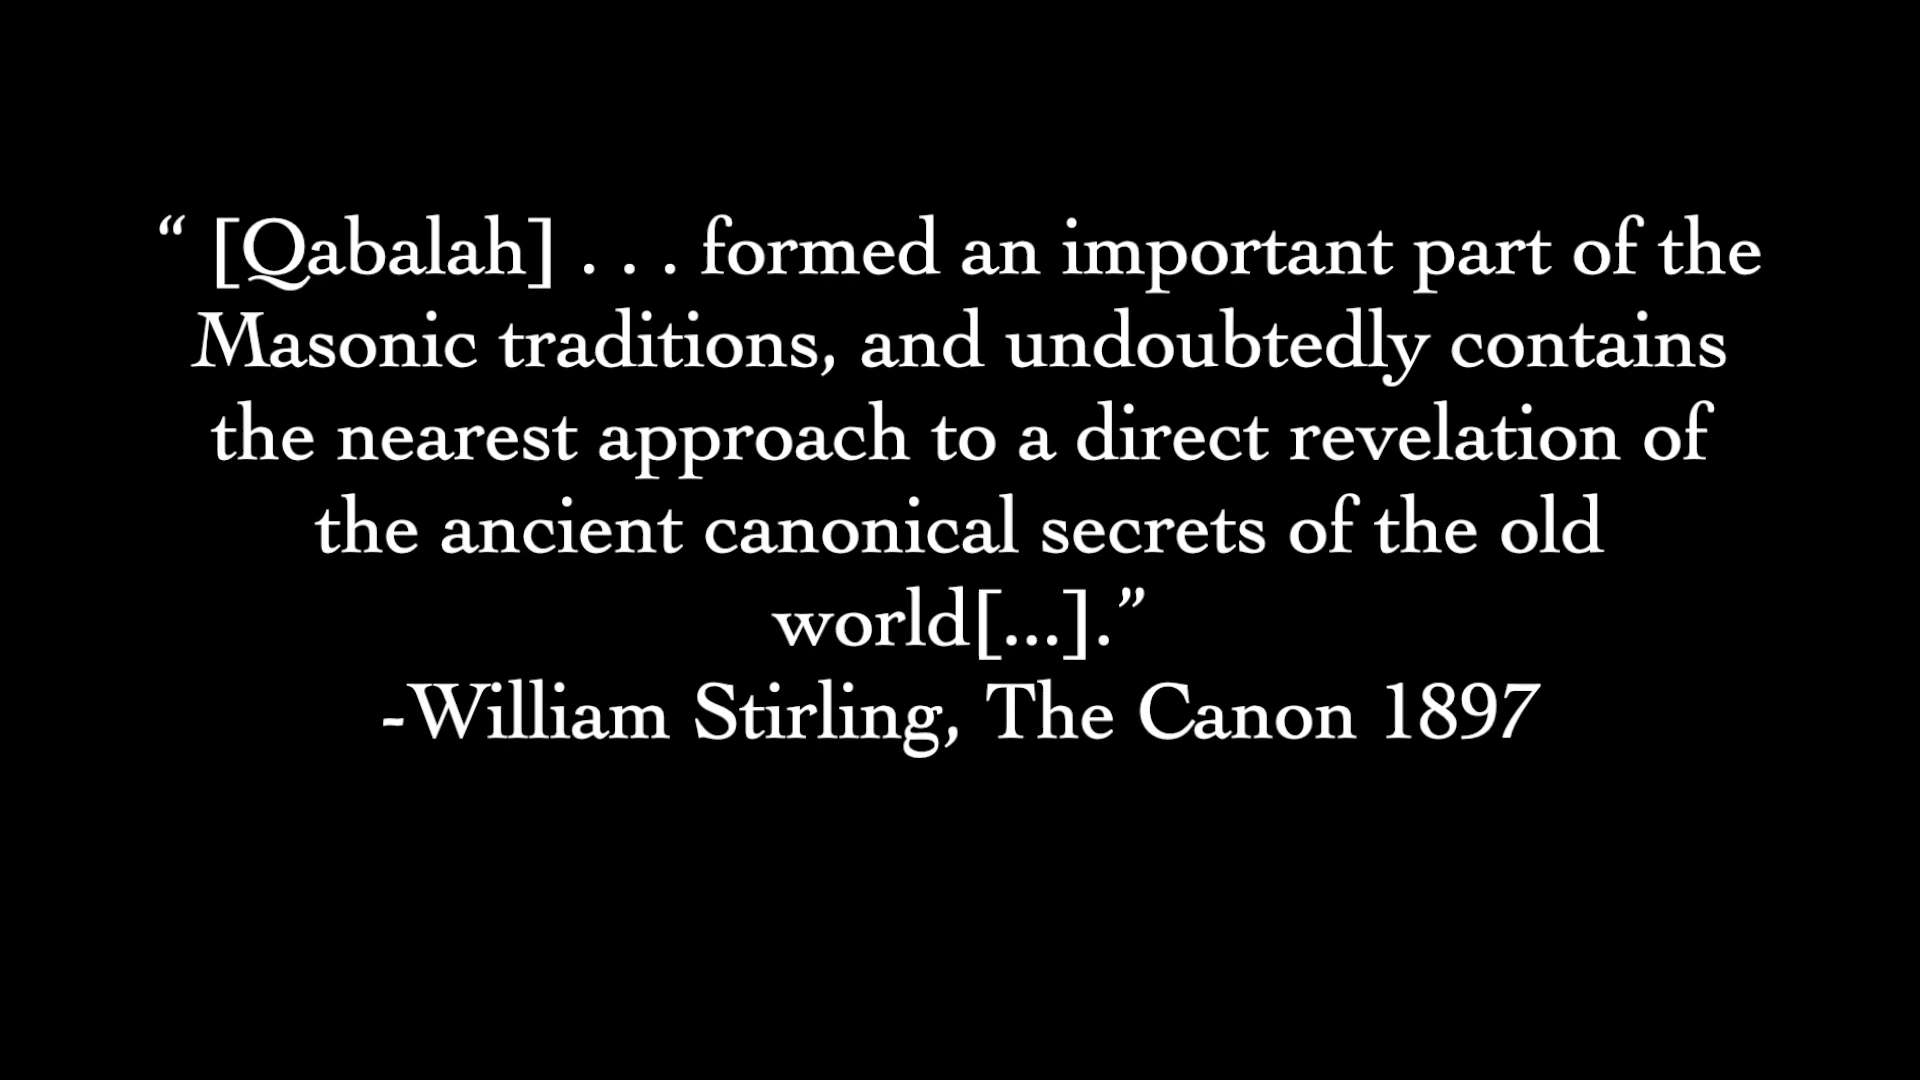 “ [Qabalah] . . . formed an important part of the
Masonic traditions, and undoubtedly contains
the nearest approach to a direct revelation of
the ancient canonical secrets of the old
world[...].”
-William Stirling, The Canon 1897